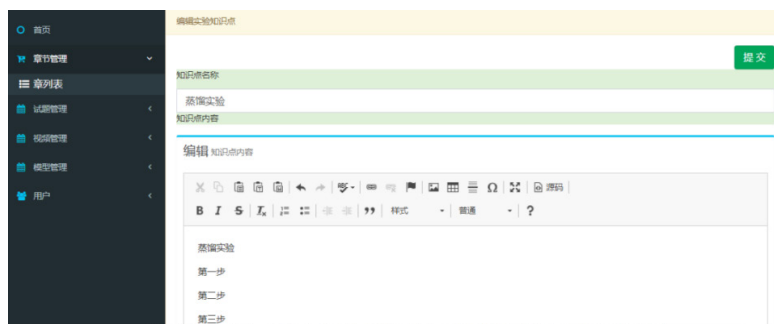 首页
章节管理
章列表
试题管理
视频管理
模型管理
用户
编辑实验知识点
提交
知识点名称
蒸馏实验
知识点内容
编辑 知识点内容
源码
B I S Tx 样式 普通 ?
蒸馏实验
第一步
第二步
第三步